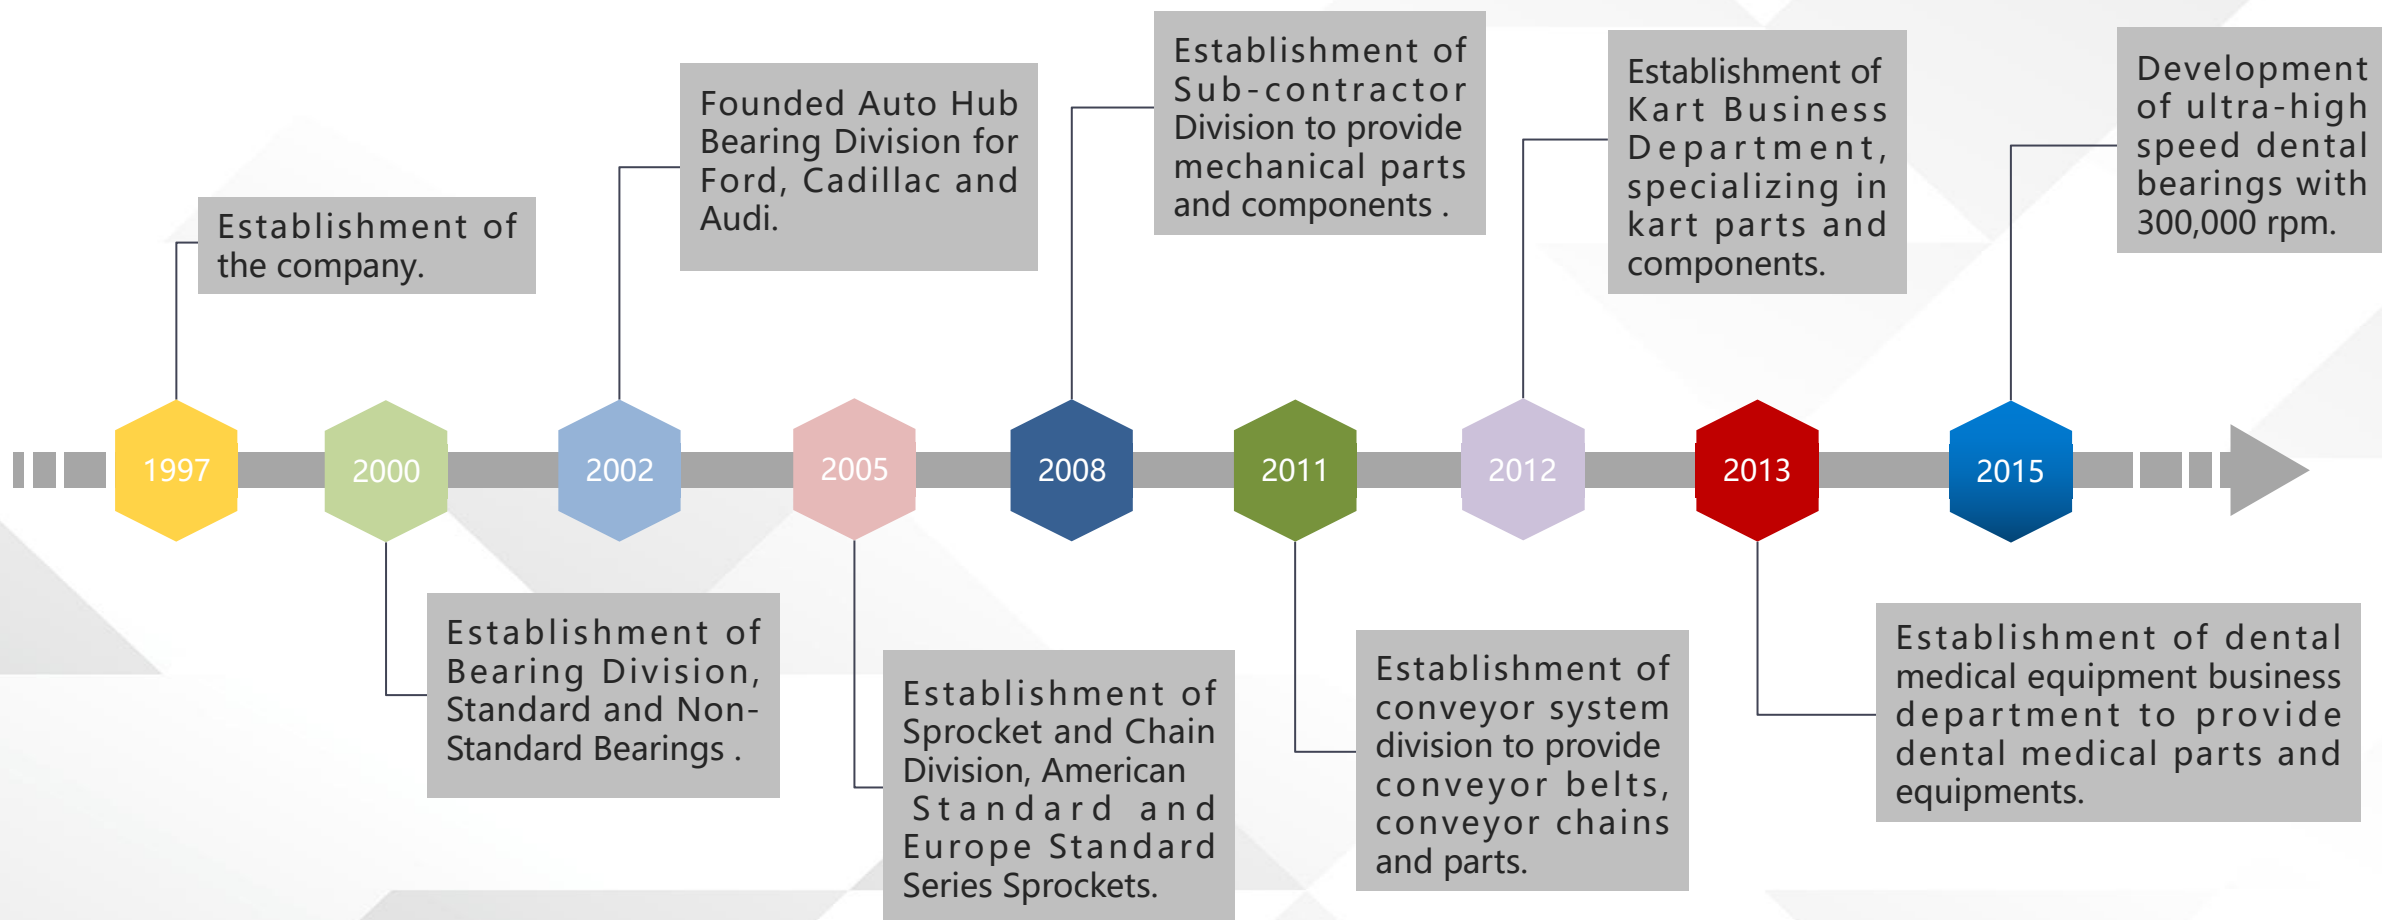 Establishment of
the company.
Founded Auto Hub
Bearing Division for
Ford, Cadillac and
Audi.
Establishment of
Sub-contractor
Division to provide
mechanical parts
and components .
Establishment of
Kart Business
Department,
specializing in
kart parts and
components.
Development
of ultra-high
speed dental
bearings with
300,000 rpm.
1997
2000
2002
2005
2008
2011
2012
2013
2015
Establishment of
Bearing Division,
Standard and Non-
Standard Bearings .
Establishment of
Sprocket and Chain
Division, American
Standard and
Europe Standard
Series Sprockets.
Establishment of
conveyor system
division to provide
conveyor belts,
conveyor chains
and parts.
Establishment of dental
medical equipment business
department to provide
dental medical parts and
equipments.